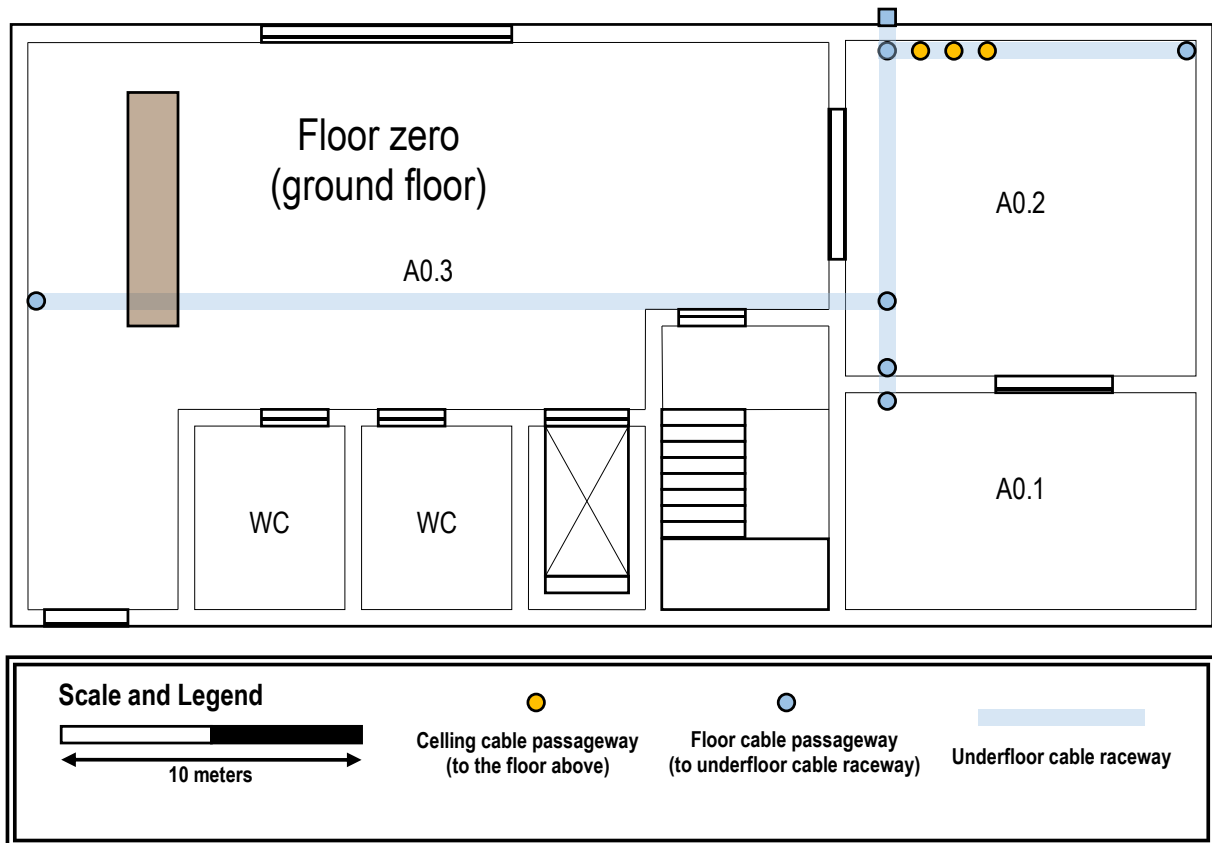 Floor zero
(ground floor)
A0.2
A0.3
A0.1
WC
WC
Scale and Legend
10 meters
Celling cable passageway
(to the floor above)
Floor cable passageway
(to underfloor cable raceway)
Underfloor cable raceway